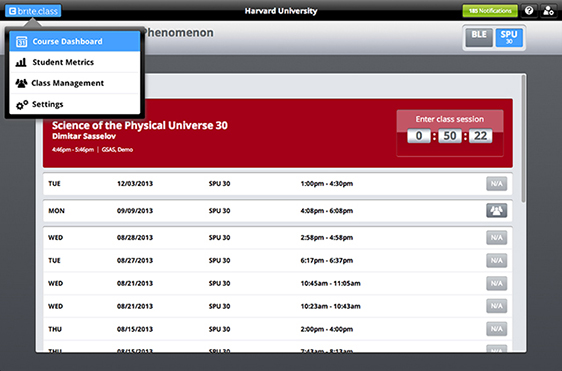 brite.class
Harvard University
185 Notifications
Phenomenon
BLE
SPU
30
Course Dashboard
Student Metrics
Class Management
Settings
Science of the Physical Universe 30
Dimitar Sasselov
4:46pm - 5:46pm | GSAS, Demo
Enter class session
0 : 50 : 22
TUE 12/03/2013 SPU 30 1:00pm - 4:30pm N/A
MON 09/09/2013 SPU 30 4:08pm - 6:08pm
WED 08/28/2013 SPU 30 2:58pm - 4:58pm N/A
TUE 08/27/2013 SPU 30 6:17pm - 6:37pm N/A
WED 08/21/2013 SPU 30 10:45am - 11:05am N/A
WED 08/21/2013 SPU 30 10:23am - 10:43am N/A
THU 08/15/2013 SPU 30 2:00pm - 4:00pm N/A
THU 08/15/2013 SPU 30 7:43am - 8:13am N/A